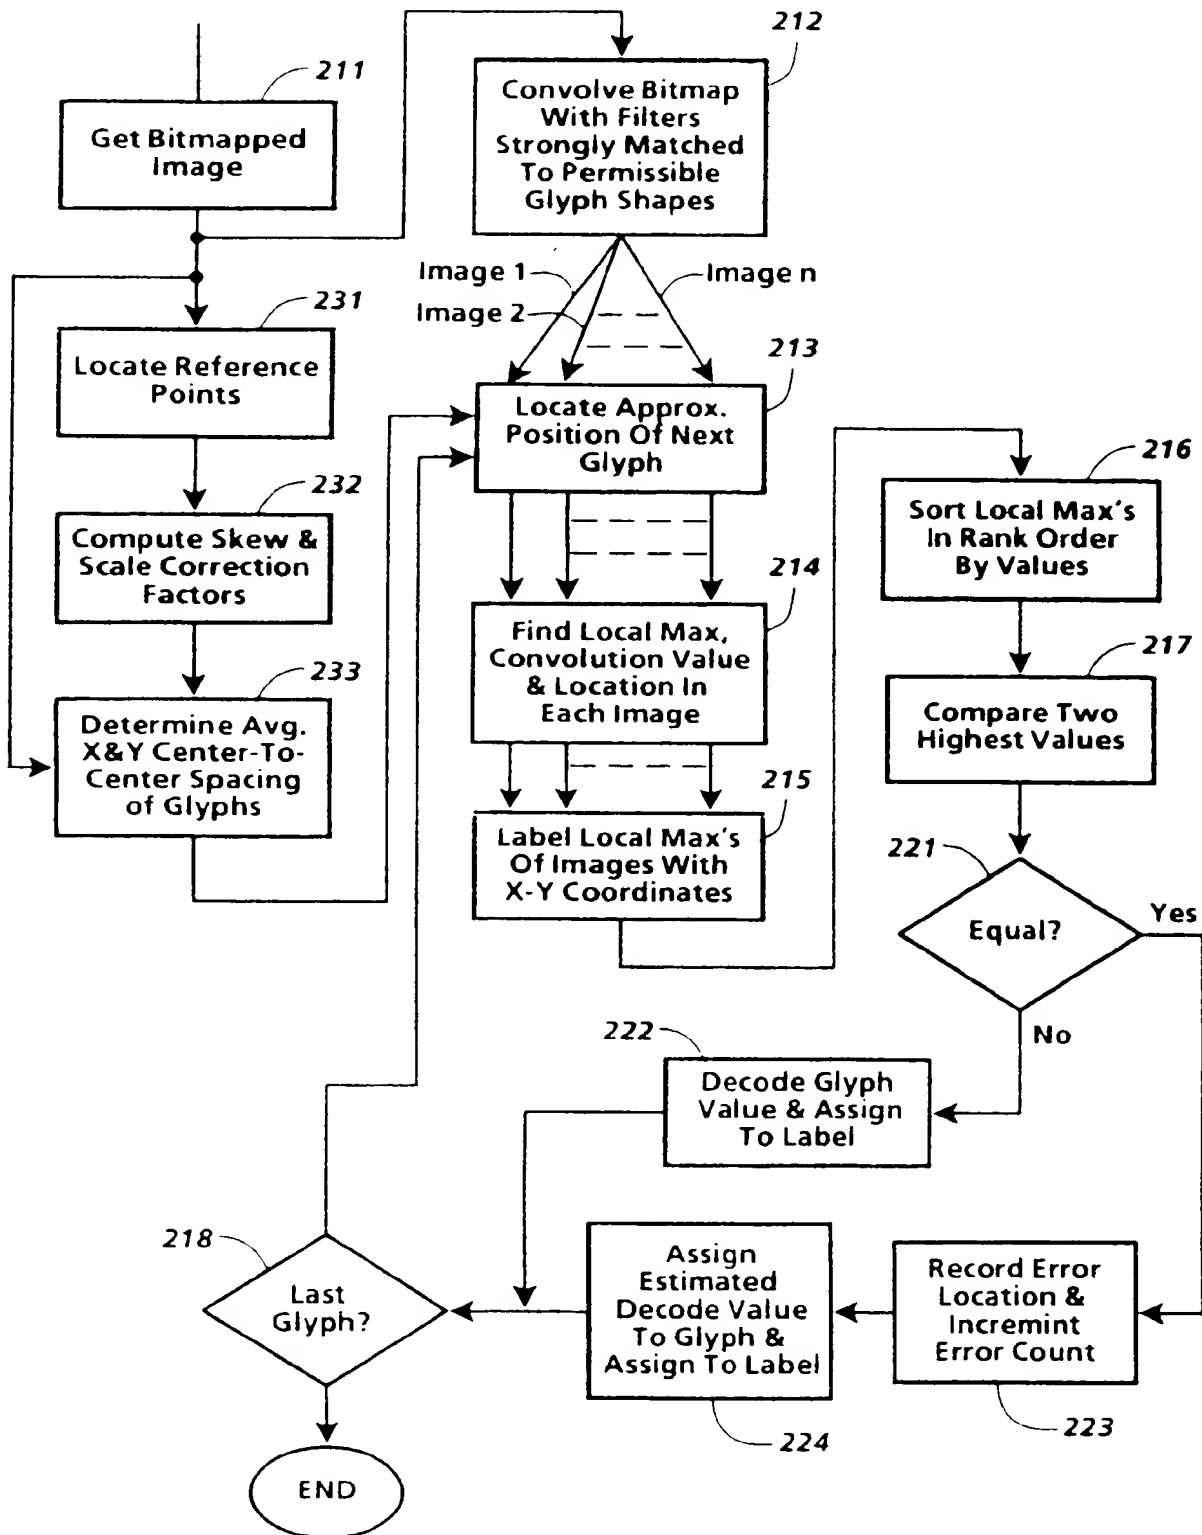 211
Get Bitmapped
Image
212
Convolve Bitmap
With Filters
Strongly Matched
To Permissible
Glyph Shapes
Image 1
Image 2
Image n
231
Locate Reference
Points
232
Compute Skew &
Scale Correction
Factors
233
Determine Avg.
X&Y Center-To-
Center Spacing
of Glyphs
213
Locate Approx.
Position Of Next
Glyph
214
Find Local Max,
Convolution Value
& Location In
Each Image
215
Label Local Max's
Of Images With
X-Y Coordinates
216
Sort Local Max's
In Rank Order
By Values
217
Compare Two
Highest Values
221
Equal?
Yes
No
222
Decode Glyph
Value & Assign
To Label
223
Record Error
Location &
Incremint
Error Count
224
Assign
Estimated
Decode Value
To Glyph &
Assign To Label
218
Last
Glyph?
END